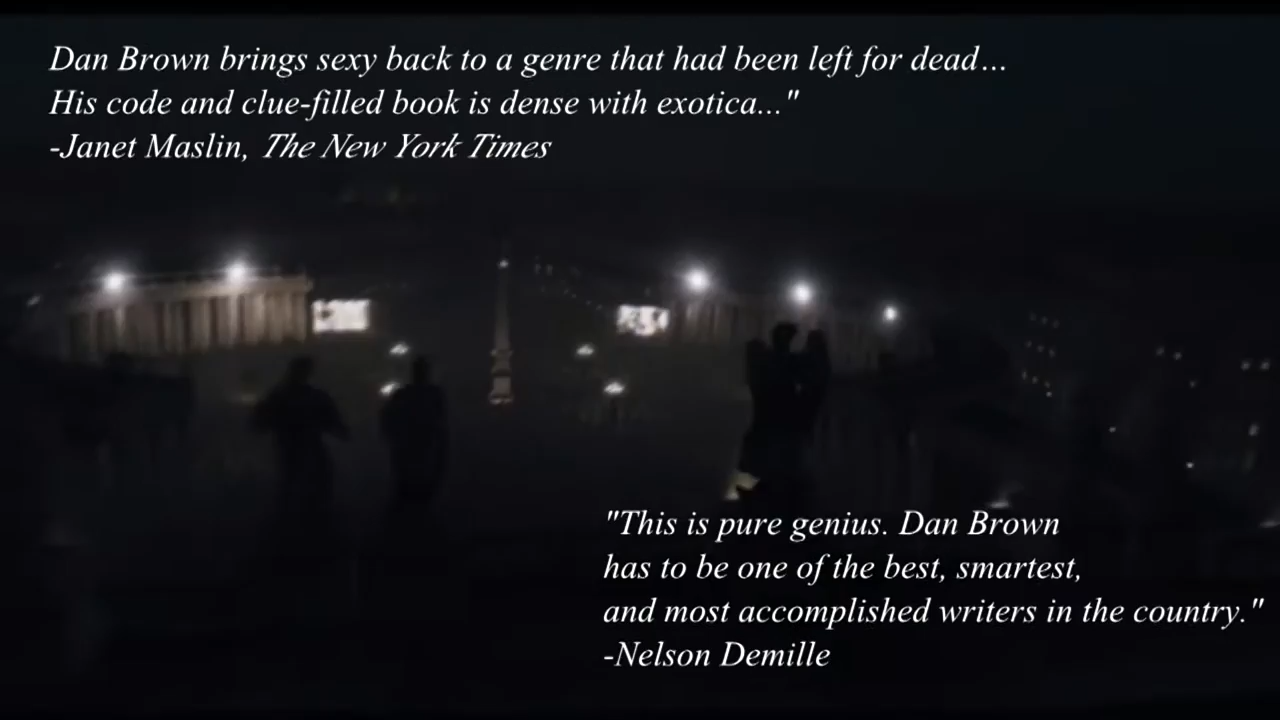 Dan Brown brings sexy back to a genre that had been left for dead...
His code and clue-filled book is dense with exotica..."
-Janet Maslin, The New York Times
"This is pure genius. Dan Brown
has to be one of the best, smartest,
and most accomplished writers in the country."
-Nelson Demille